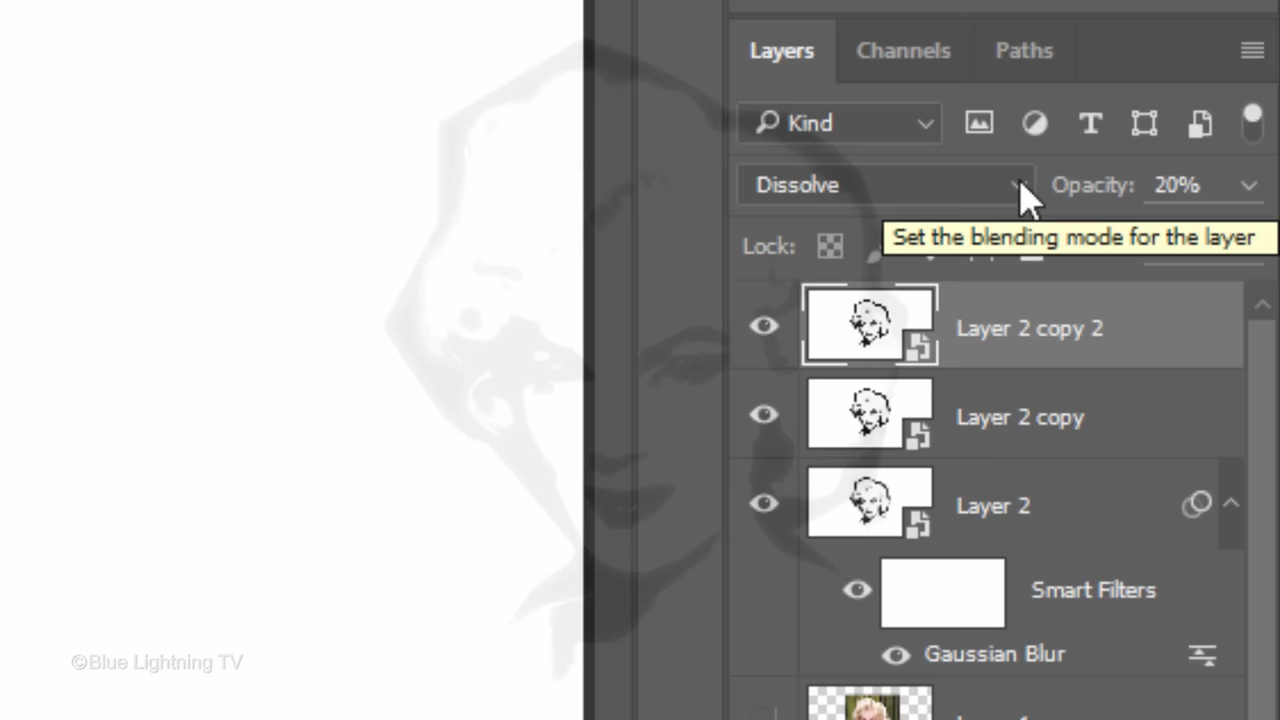 Layers Channels Paths
Kind
Dissolve Opacity: 20%
Set the blending mode for the layer
Lock:
Layer 2 copy 2
Layer 2 copy
Layer 2
Smart Filters
Gaussian Blur
©Blue Lightning TV